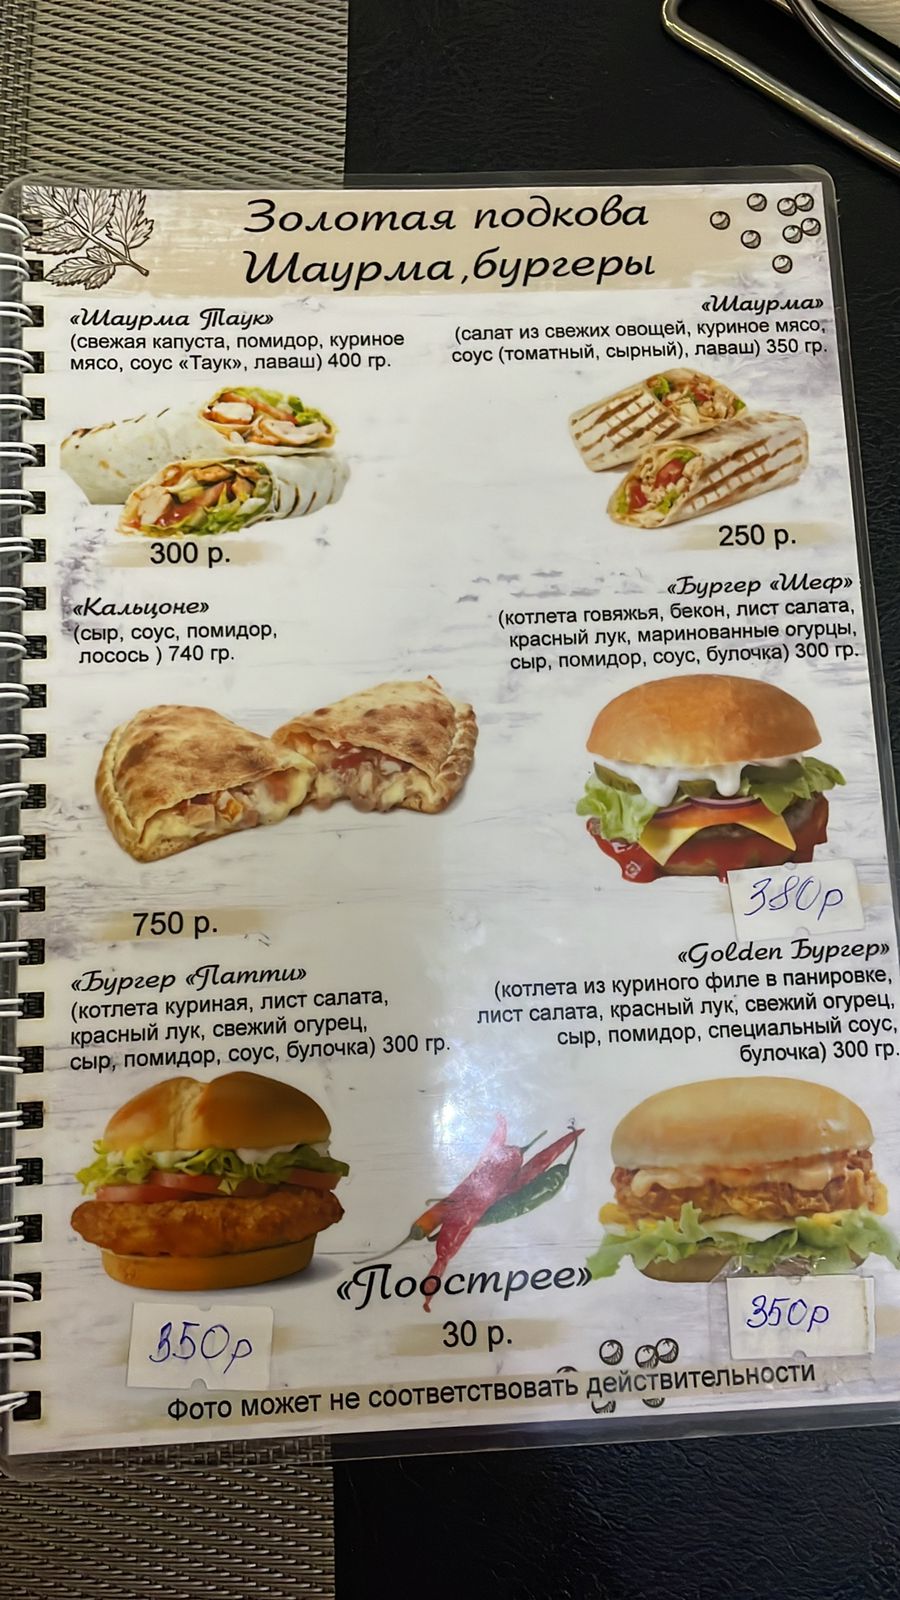 Золотая подкова
Шаурма,бургеры
«Шаурма Таук»
(свежая капуста, помидор, куриное
мясо, соус «Таук», лаваш) 400 гр.
300 р.
«Шаурма»
(салат из свежих овощей, куриное мясо,
соус (томатный, сырный), лаваш) 350 гр.
250 р.
«Кальцоне»
(сыр, соус, помидор,
лосось ) 740 гр.
750 р.
«Бургер «Шеф»
(котлета говяжья, бекон, лист салата,
красный лук, маринованные огурцы,
сыр, помидор, соус, булочка) 300 гр.
380р
«Бургер «Патти»
(котлета куриная, лист салата,
красный лук, свежий огурец,
сыр, помидор, соус, булочка) 300 гр.
350р
«Golden Бургер»
(котлета из куриного филе в панировке,
лист салата, красный лук, свежий огурец,
сыр, помидор, специальный соус,
булочка) 300 гр.
350р
«Поострее»
30 р.
Фото может не соответствовать действительности